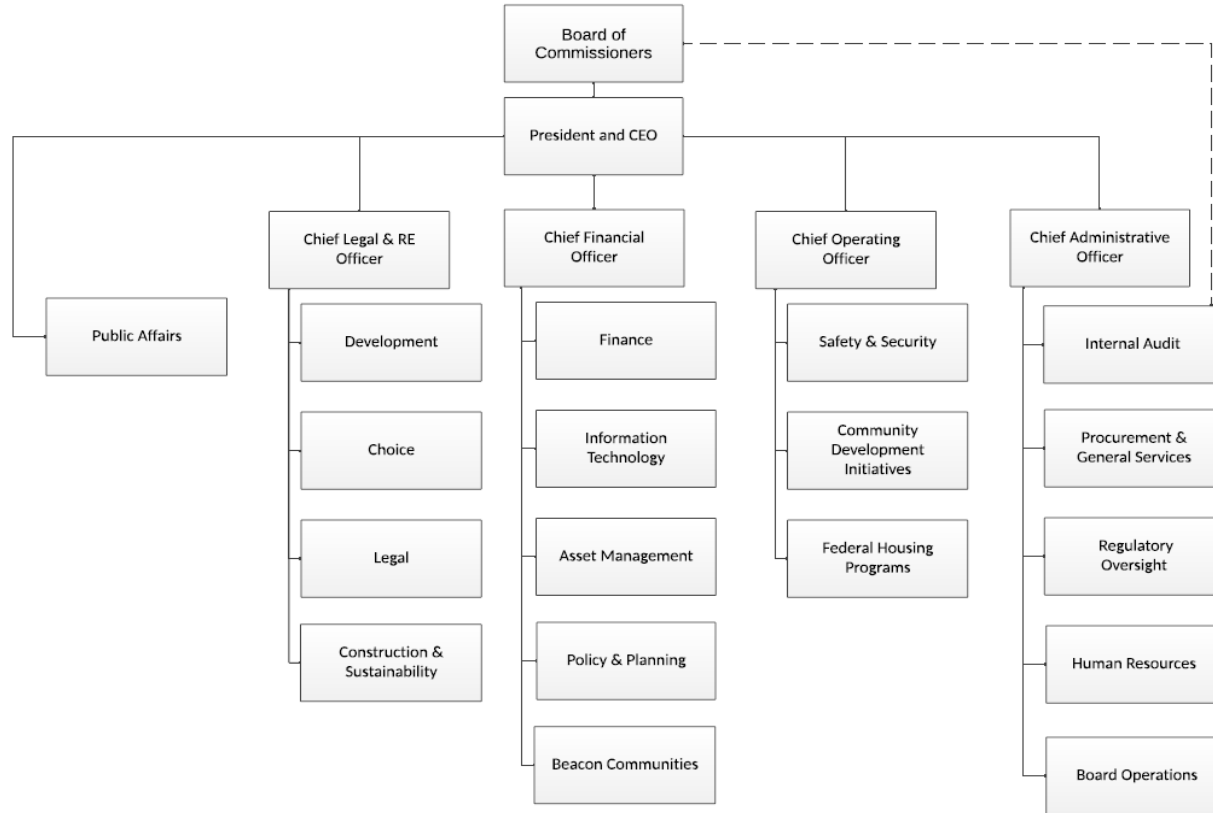 Board of
Commissioners
President and CEO
Chief Legal & RE
Officer
Chief Financial
Officer
Chief Operating
Officer
Chief Administrative
Officer
Public Affairs
Development
Finance
Safety & Security
Internal Audit
Choice
Information
Technology
Community
Development
Initiatives
Procurement &
General Services
Legal
Asset Management
Federal Housing
Programs
Regulatory
Oversight
Construction &
Sustainability
Policy & Planning
Human Resources
Beacon Communities
Board Operations